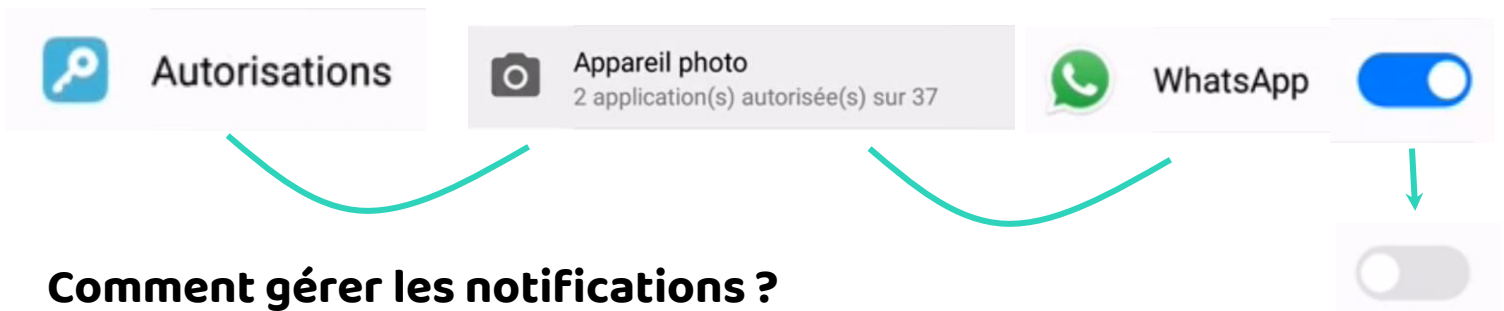 Autorisations
Appareil photo
2 application(s) autorisée(s) sur 37
WhatsApp
Comment gérer les notifications ?